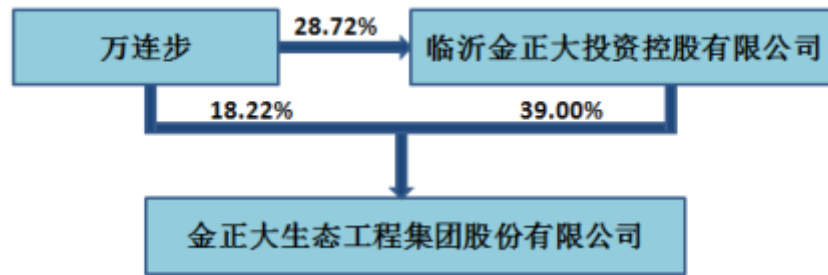 28.72%
万连步
临沂金正大投资控股有限公司
18.22%
39.00%
金正大生态工程集团股份有限公司